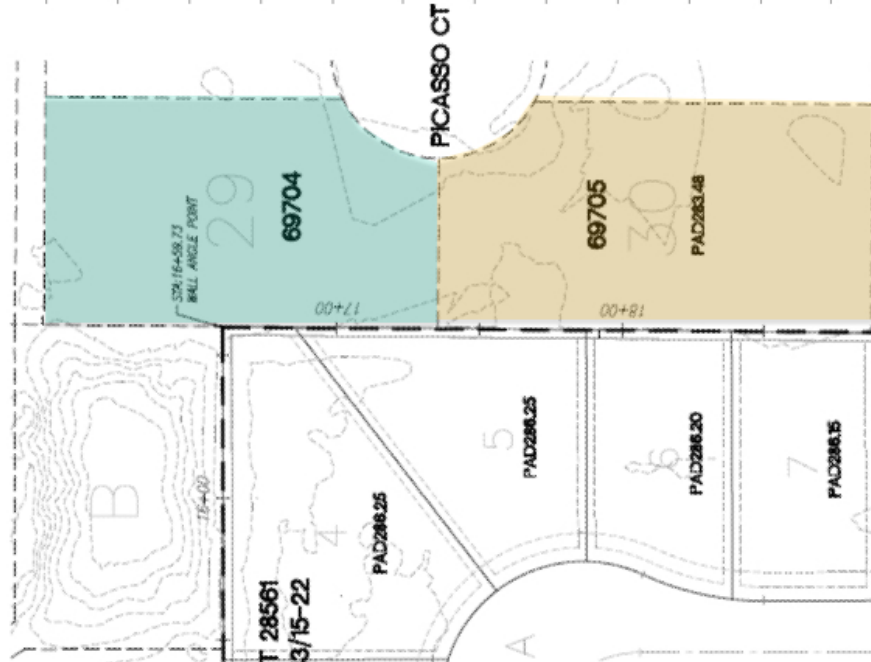 PICASSO CT
29
69704
STA:16+59.73
WALL ANGLE POINT
17+00
69705
30
PAD283.48
18+00
B
16+00
4
PAD286.25
5
PAD286.25
6
PAD286.20
7
PAD286.15
T 28561
3/15-22
A